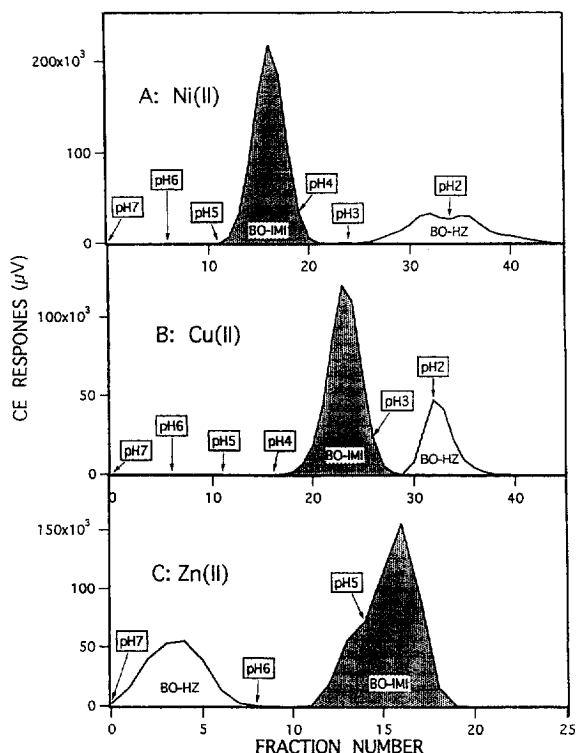 200x10³
A: Ni(II)
100
pH7
pH6
pH5
pH4
pH3
pH2
BO-IMI
BO-HZ
0
10
20
30
40
CE RESPONES (µV)
100x10³
B: Cu(II)
50
pH7
pH6
pH5
pH4
pH3
pH2
BO-IMI
BO-HZ
0
0
10
20
30
40
150x10³
C: Zn(II)
100
50
pH7
pH6
pH5
BO-HZ
BO-IMI
0
0
5
10
15
20
25
FRACTION NUMBER